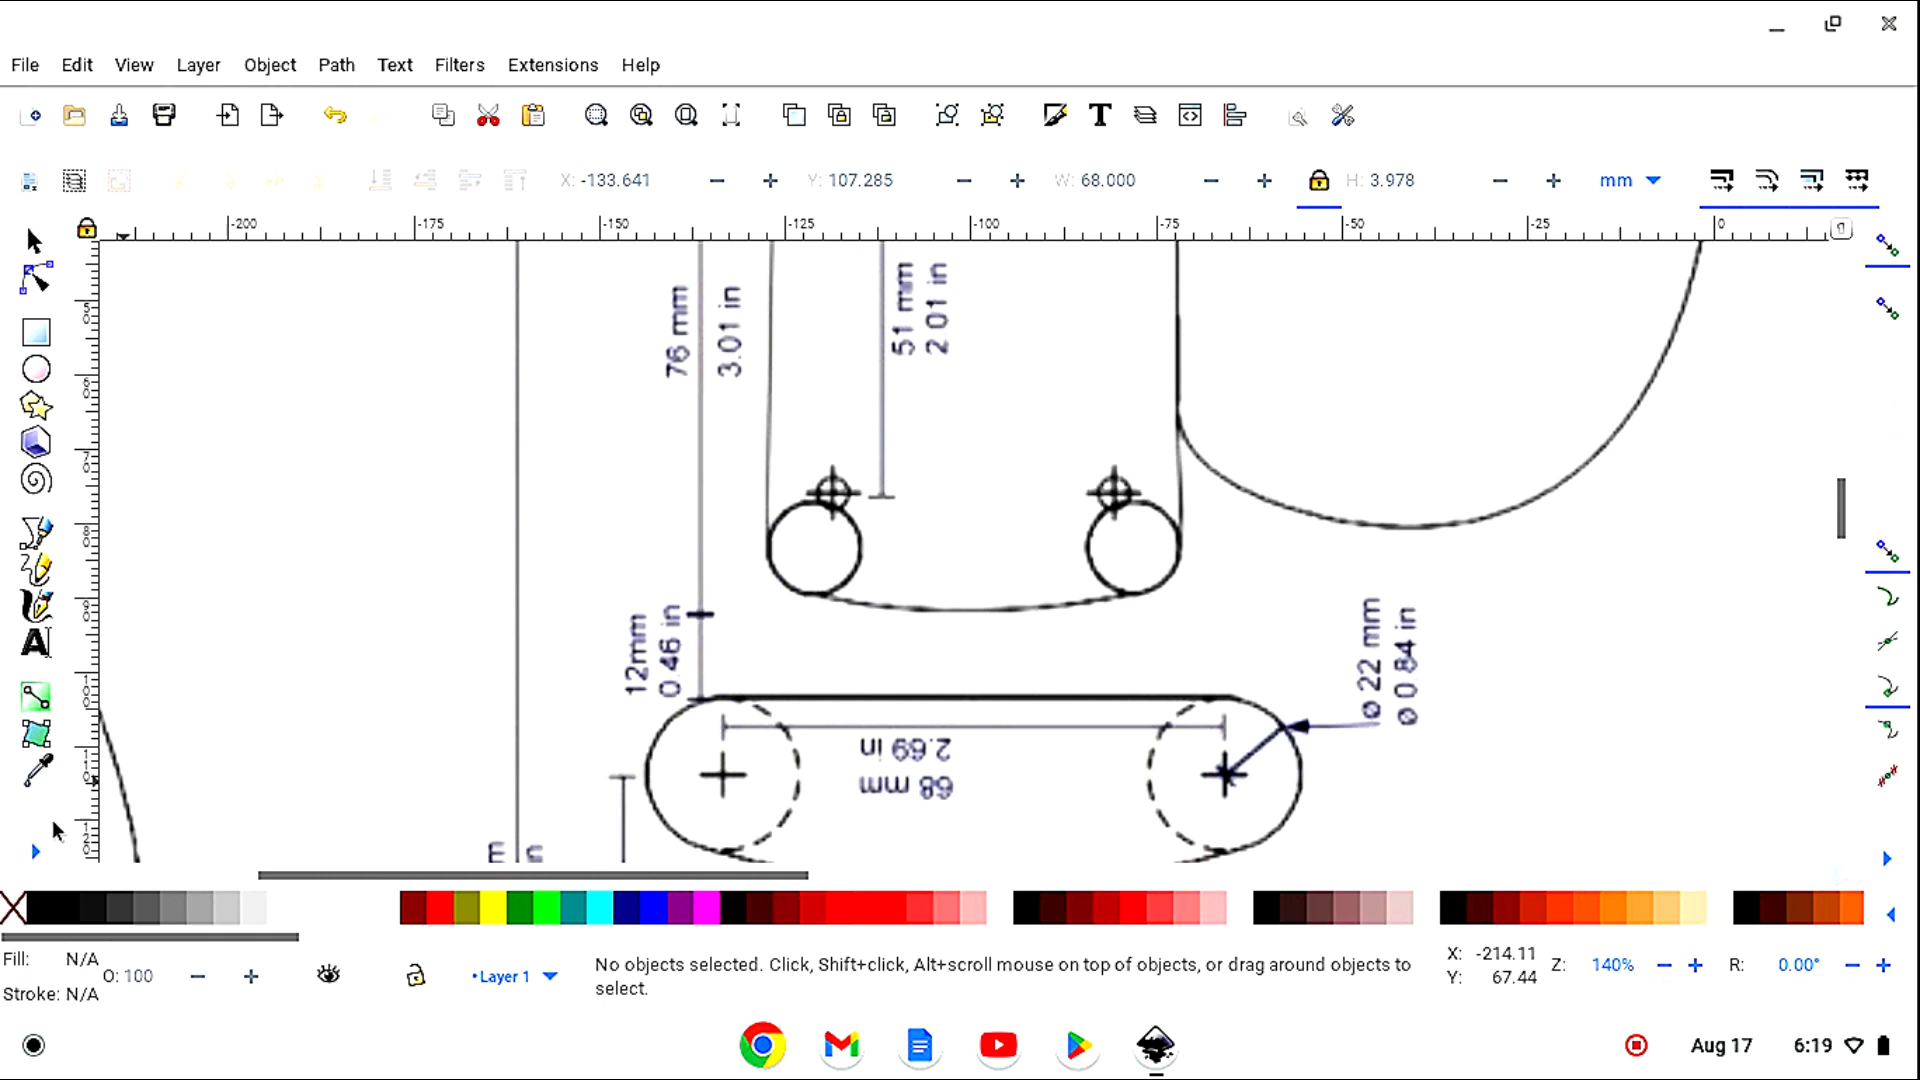 File Edit View Layer Object Path Text Filters Extensions Help
X: -133.641 Y: 107.285 W: 68.000 H: 3.978 mm
-200 -175 -150 -125 -100 -75 -50 -25 0
76 mm
3.01 in
51 mm
2 01 in
12mm
0.46 in
ø 22 mm
ø 0 84 in
2.69 in
68 mm
Fill: N/A
Stroke: N/A
O: 100
•Layer 1
No objects selected. Click, Shift+click, Alt+scroll mouse on top of objects, or drag around objects to
select.
X: -214.11
Y: 67.44
Z: 140%
R: 0.00°
Aug 17 6:19